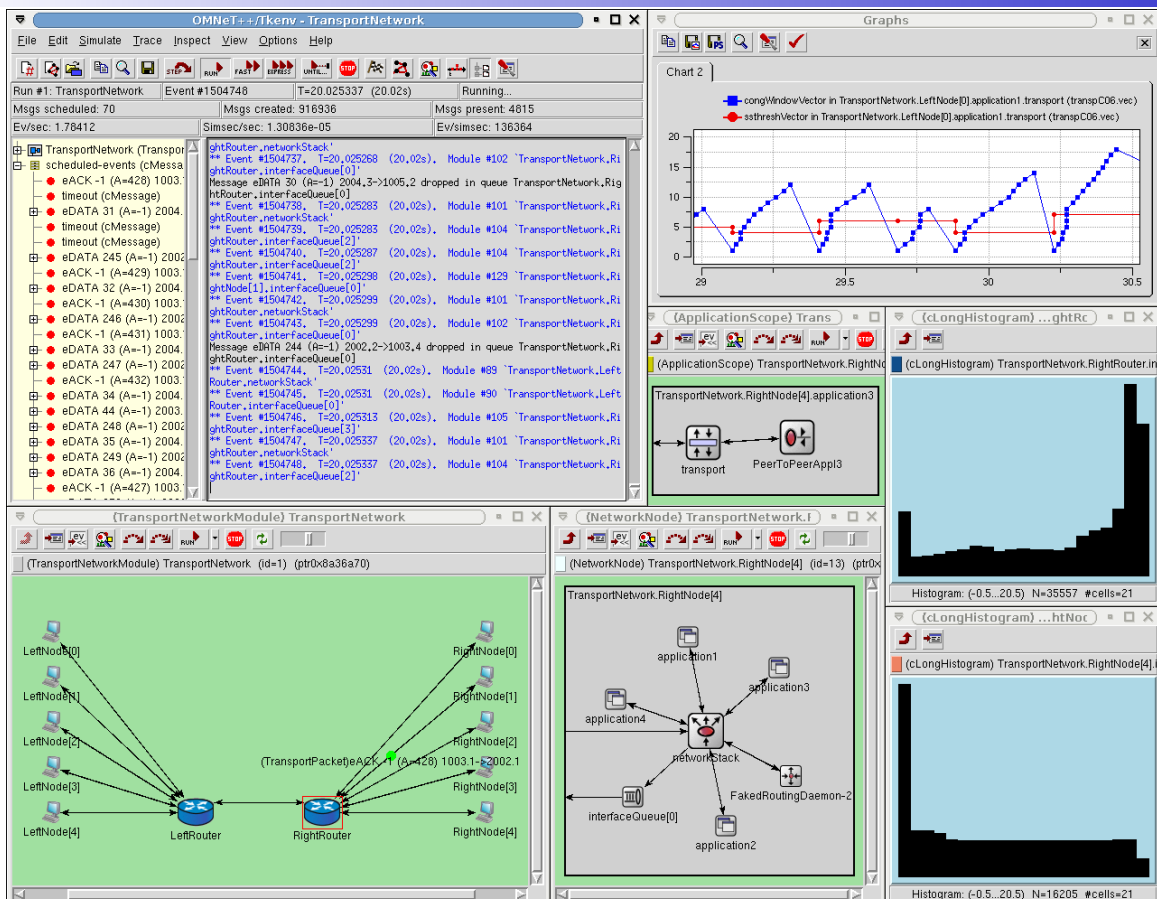 OMNeT++/Tkenv - TransportNetwork
File Edit Simulate Trace Inspect View Options Help
STEP RUN FAST EXPRESS UNTIL... STOP
Run #1: TransportNetwork Event #1504748 T=20.025337 (20.02s) Running...
Msgs scheduled: 70 Msgs created: 916936 Msgs present: 4815
Ev/sec: 1.78412 Simsec/sec: 1.30836e-05 Ev/simsec: 136364
TransportNetwork (Transpor
scheduled-events (cMessa
eACK -1 (A=428) 1003.
timeout (cMessage)
eDATA 31 (A=-1) 2004.
timeout (cMessage)
timeout (cMessage)
eDATA 245 (A=-1) 2002
eACK -1 (A=429) 1003.
eDATA 32 (A=-1) 2004.
eACK -1 (A=430) 1003.
eDATA 246 (A=-1) 2002
eACK -1 (A=431) 1003.
eDATA 33 (A=-1) 2004.
eDATA 247 (A=-1) 2002
eACK -1 (A=432) 1003.
eDATA 34 (A=-1) 2004.
eDATA 44 (A=-1) 2003.
eDATA 248 (A=-1) 2002
eDATA 35 (A=-1) 2004.
eDATA 249 (A=-1) 2002
eDATA 36 (A=-1) 2004.
eACK -1 (A=427) 1003.
ghtRouter.networkStack'
** Event #1504737. T=20.025268 (20.02s). Module #102 `TransportNetwork.Ri
ghtRouter.interfaceQueue[0]'
Message eDATA 30 (A=-1) 2004.3->1005.2 dropped in queue TransportNetwork.Rig
htRouter.interfaceQueue[0]
** Event #1504738. T=20.025283 (20.02s). Module #101 `TransportNetwork.Ri
ghtRouter.networkStack'
** Event #1504739. T=20.025283 (20.02s). Module #104 `TransportNetwork.Ri
ghtRouter.interfaceQueue[2]'
** Event #1504740. T=20.025287 (20.02s). Module #104 `TransportNetwork.Ri
ghtRouter.interfaceQueue[2]'
** Event #1504741. T=20.025298 (20.02s). Module #129 `TransportNetwork.Ri
ghtNode[1].interfaceQueue[0]'
** Event #1504742. T=20.025299 (20.02s). Module #101 `TransportNetwork.Ri
ghtRouter.networkStack'
** Event #1504743. T=20.025299 (20.02s). Module #102 `TransportNetwork.Ri
ghtRouter.interfaceQueue[0]'
Message eDATA 244 (A=-1) 2002.2->1003.4 dropped in queue TransportNetwork.Ri
ghtRouter.interfaceQueue[0]
** Event #1504744. T=20.02531 (20.02s). Module #89 `TransportNetwork.Left
Router.networkStack'
** Event #1504745. T=20.02531 (20.02s). Module #90 `TransportNetwork.Left
Router.interfaceQueue[0]'
** Event #1504746. T=20.025313 (20.02s). Module #105 `TransportNetwork.Ri
ghtRouter.interfaceQueue[3]'
** Event #1504747. T=20.025337 (20.02s). Module #101 `TransportNetwork.Ri
ghtRouter.networkStack'
** Event #1504748. T=20.025337 (20.02s). Module #104 `TransportNetwork.Ri
ghtRouter.interfaceQueue[2]'
Graphs
PS
Chart 2
congWindowVector in TransportNetwork.LeftNode[0].application1.transport (transpC06.vec)
ssthreshVector in TransportNetwork.LeftNode[0].application1.transport (transpC06.vec)
20
15
10
5
0
29 29.5 30 30.5
(ApplicationScope) Trans
ev RUN STOP
(ApplicationScope) TransportNetwork.RightNo
TransportNetwork.RightNode[4].application3
transport
PeerToPeerAppl3
(cLongHistogram) ...ghtRo
(cLongHistogram) TransportNetwork.RightRouter.in
Histogram: (-0.5...20.5) N=35557 #cells=21
(TransportNetworkModule) TransportNetwork
ev RUN STOP
(TransportNetworkModule) TransportNetwork (id=1) (ptr0x8a36a70)
LeftNode[0]
LeftNode[1]
LeftNode[2]
LeftNode[3]
LeftNode[4]
LeftRouter
RightRouter
(TransportPacket)eACK -1 (A=428) 1003.1->2002.1
RightNode[0]
RightNode[1]
RightNode[2]
RightNode[3]
RightNode[4]
(NetworkNode) TransportNetwork.F
ev RUN STOP
(NetworkNode) TransportNetwork.RightNode[4] (id=13) (ptr0x
TransportNetwork.RightNode[4]
application1
application3
application4
networkStack
FakedRoutingDaemon-2
interfaceQueue[0]
application2
(cLongHistogram) ...htNoc
(cLongHistogram) TransportNetwork.RightNode[4].i
Histogram: (-0.5...20.5) N=16205 #cells=21